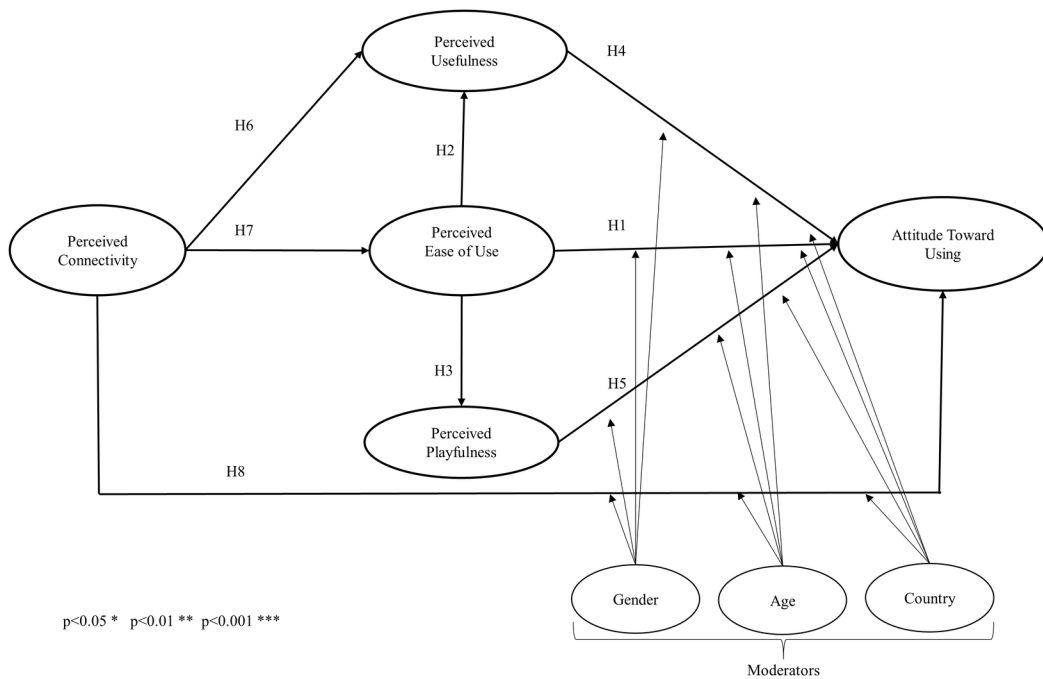 Perceived
Usefulness
H4
H6
H2
Perceived
Connectivity
H7
Perceived
Ease of Use
H1
Attitude Toward
Using
H3
H5
Perceived
Playfulness
H8
Gender
Age
Country
p<0.05 * p<0.01 ** p<0.001 ***
Moderators